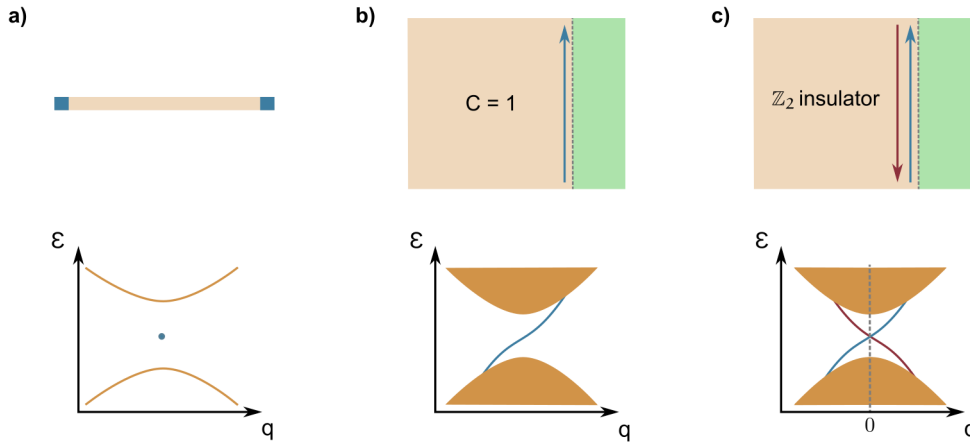 a)
b)
c)
C = 1
ℤ₂ insulator
ε
q
ε
q
ε
0
q